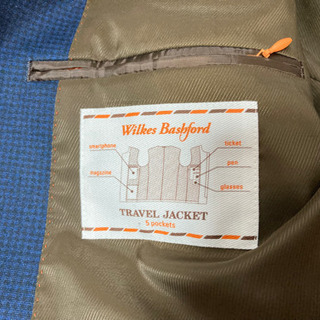 Wilkes Bashford
smartphone
ticket
magazine
pen
glasses
TRAVEL JACKET
5 pockets